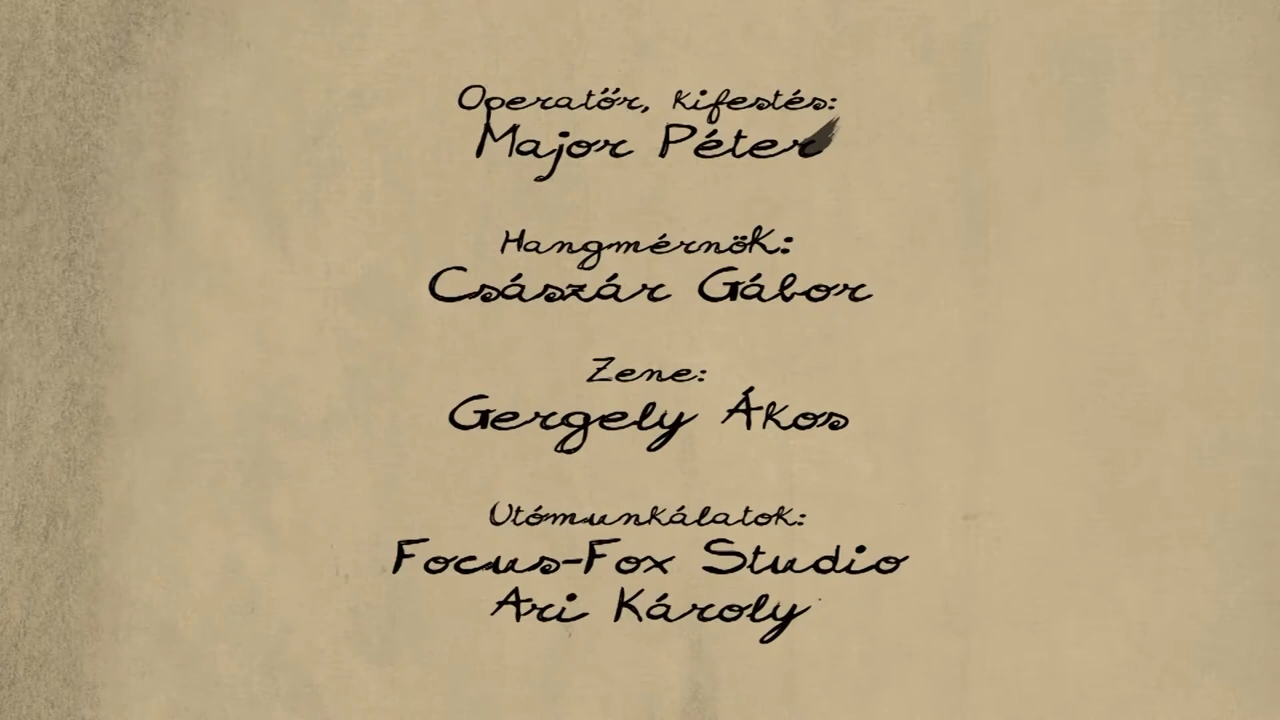 Operatőr, kifestés:
Major Péter
Hangmérnök:
Császár Gábor
Zene:
Gergely Ákos
Utómunkálatok:
Focus-Fox Studio
Ari Károly